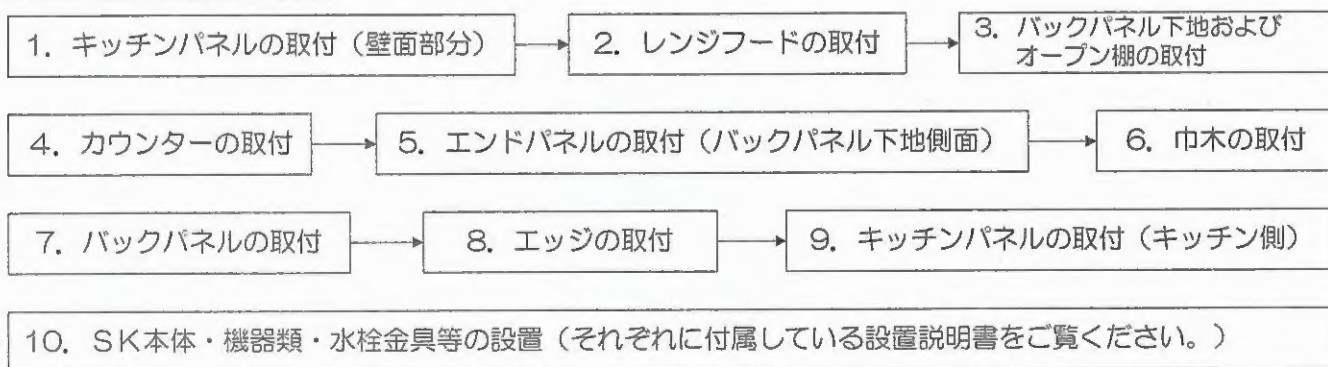 1．キッチンパネルの取付（壁面部分）
2．レンジフードの取付
3．バックパネル下地および
オープン棚の取付
4．カウンターの取付
5．エンドパネルの取付（バックパネル下地側面）
6．巾木の取付
7．バックパネルの取付
8．エッジの取付
9．キッチンパネルの取付（キッチン側）
10．SK本体・機器類・水栓金具等の設置（それぞれに付属している設置説明書をご覧ください。）